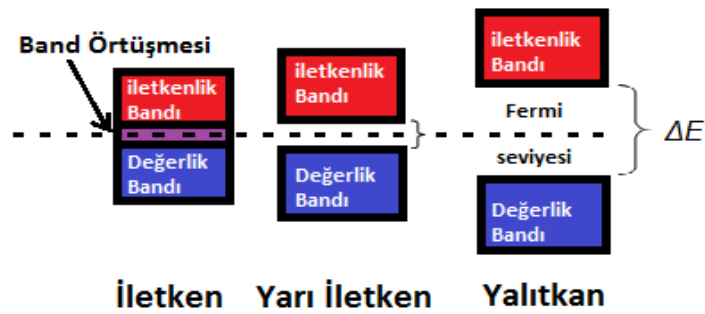 Band Örtüşmesi
iletkenlik
Bandı
Değerlik
Bandı
iletkenlik
Bandı
Değerlik
Bandı
iletkenlik
Bandı
Fermi
seviyesi
Değerlik
Bandı
ΔE
İletken
Yarı İletken
Yalıtkan